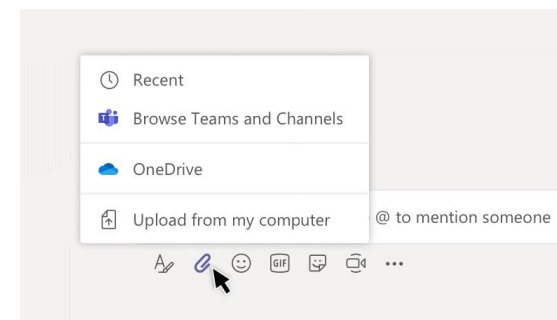 Recent
Browse Teams and Channels
OneDrive
Upload from my computer
@ to mention someone
GIF